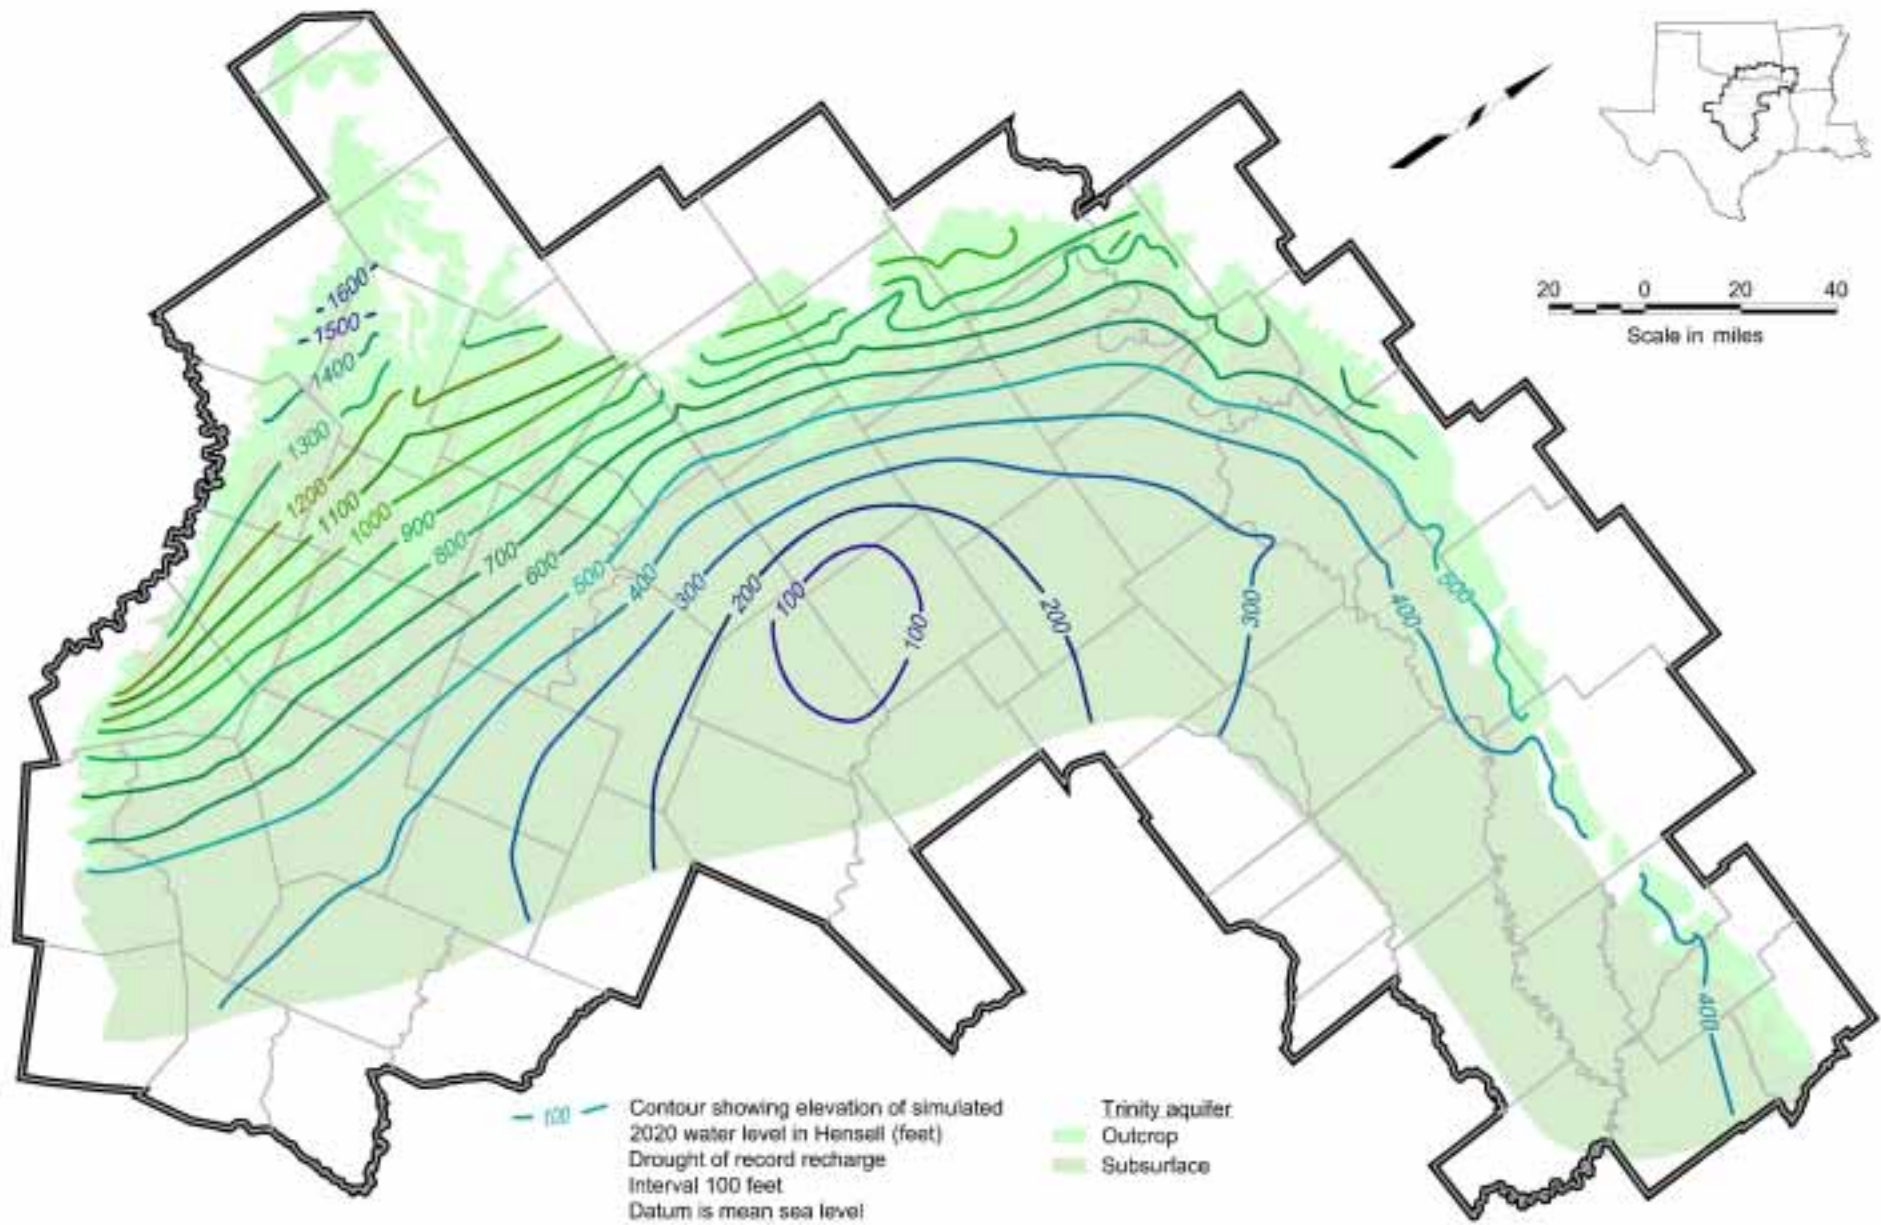 20 0 20 40
Scale in miles
1600
1500
1400
1300
1200
1100
1000
900
800
700
600
500
400
300
200
100
100
200
300
400
500
400
100
Contour showing elevation of simulated
2020 water level in Hensell (feet)
Drought of record recharge
Interval 100 feet
Datum is mean sea level
Trinity aquifer
Outcrop
Subsurface